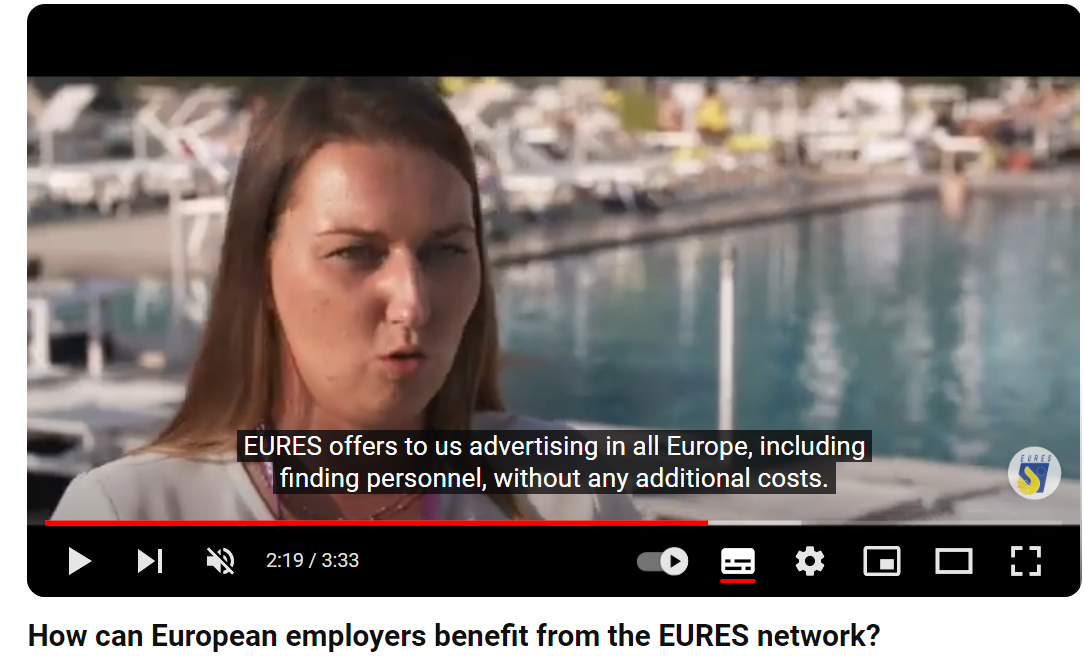 EURES offers to us advertising in all Europe, including
finding personnel, without any additional costs.
EURES
2:19 / 3:33
How can European employers benefit from the EURES network?